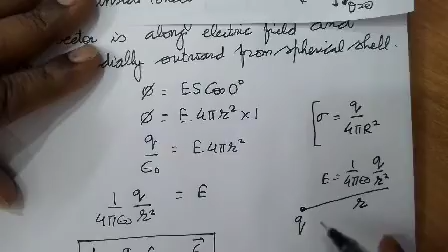 ector is along electric field and
dially outward from spherical shell.
φ = ES Cos 0°
φ = E. 4πr² × 1
q/ε₀ = E. 4πr²
1/4πε₀ q/r² = E
σ = q/4πR²
E = 1/4πε₀ q/r²
r
q